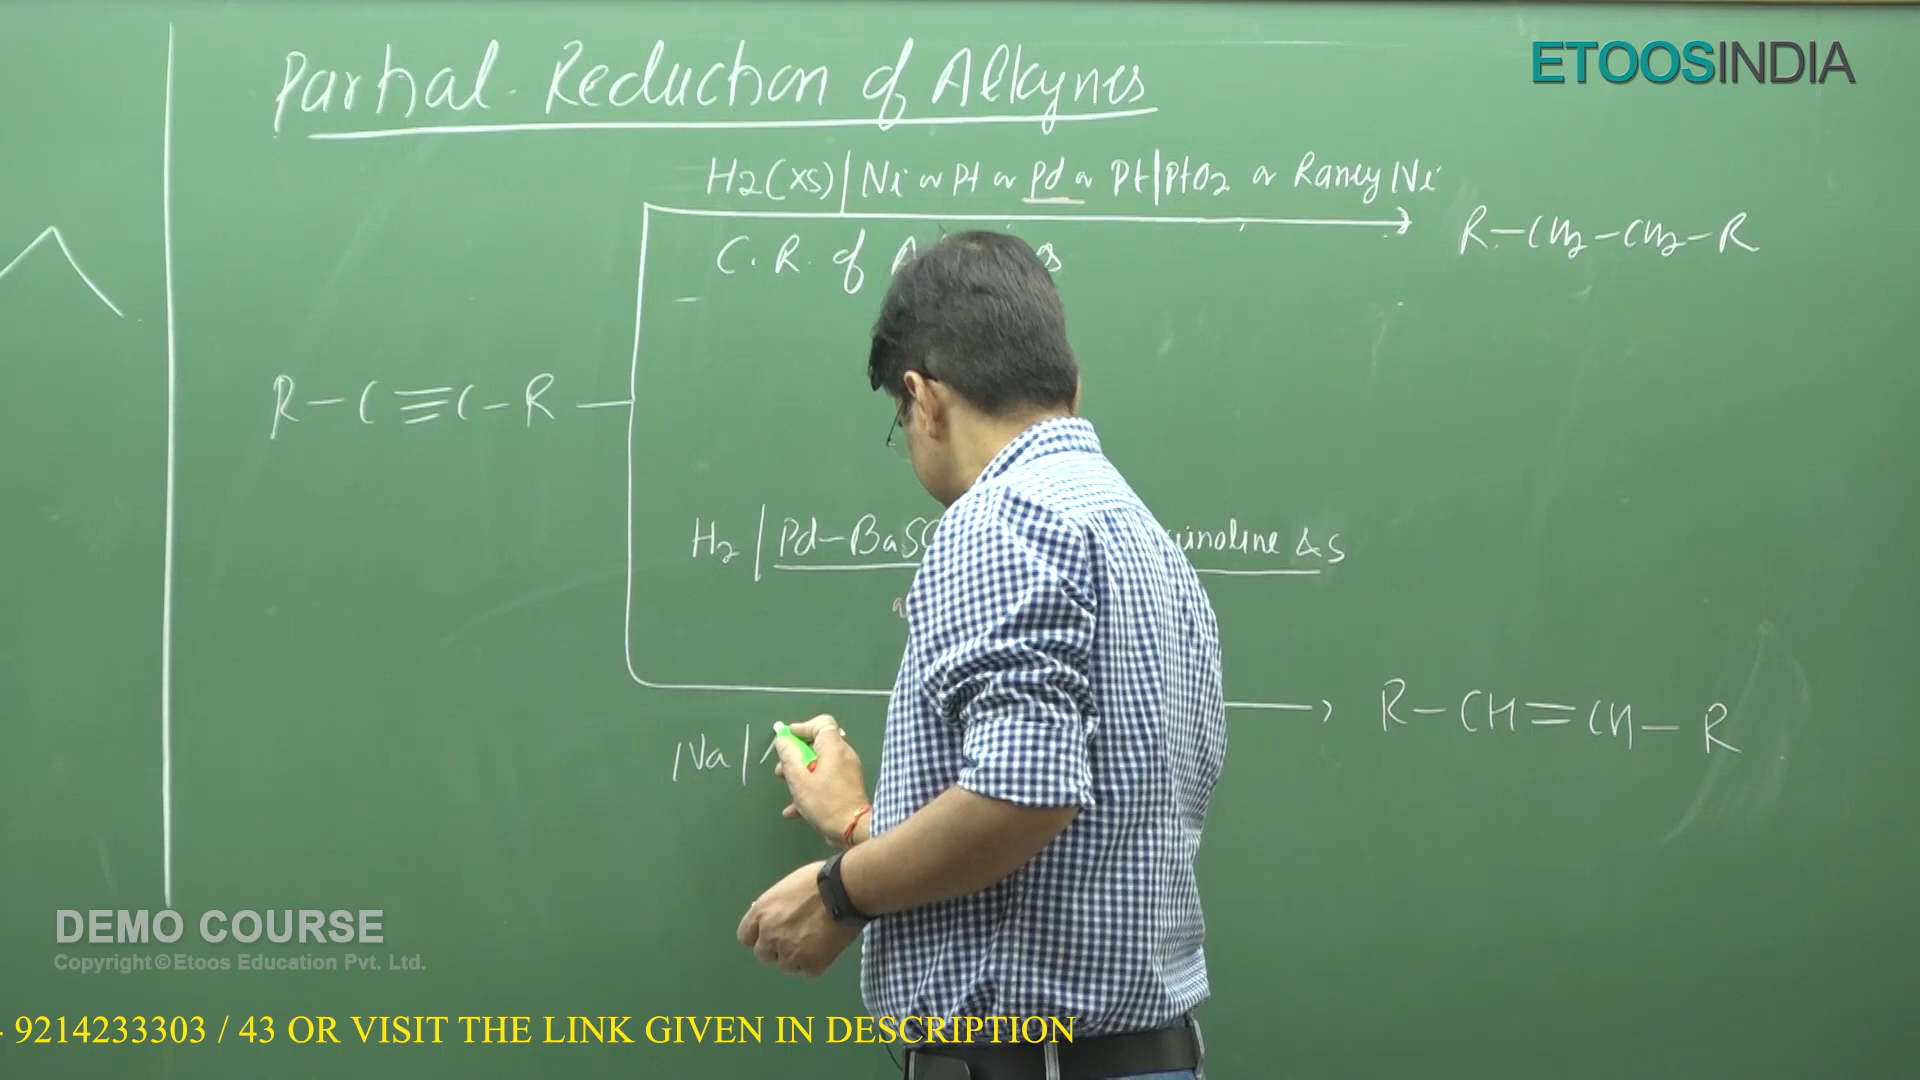 ETOOSINDIA
Partial Reduction of Alkynes
H2(xs) | Ni or Pt or Pd or Pt|PtO2 or Raney Ni
R-CH2-CH2-R
C.R. of
R-C≡C-R
H2 | Pd-BaSO &S
R-CH=CH-R
Na |
DEMO COURSE
Copyright © Etoos Education Pvt. Ltd.
- 9214233303 / 43 OR VISIT THE LINK GIVEN IN DESCRIPTION